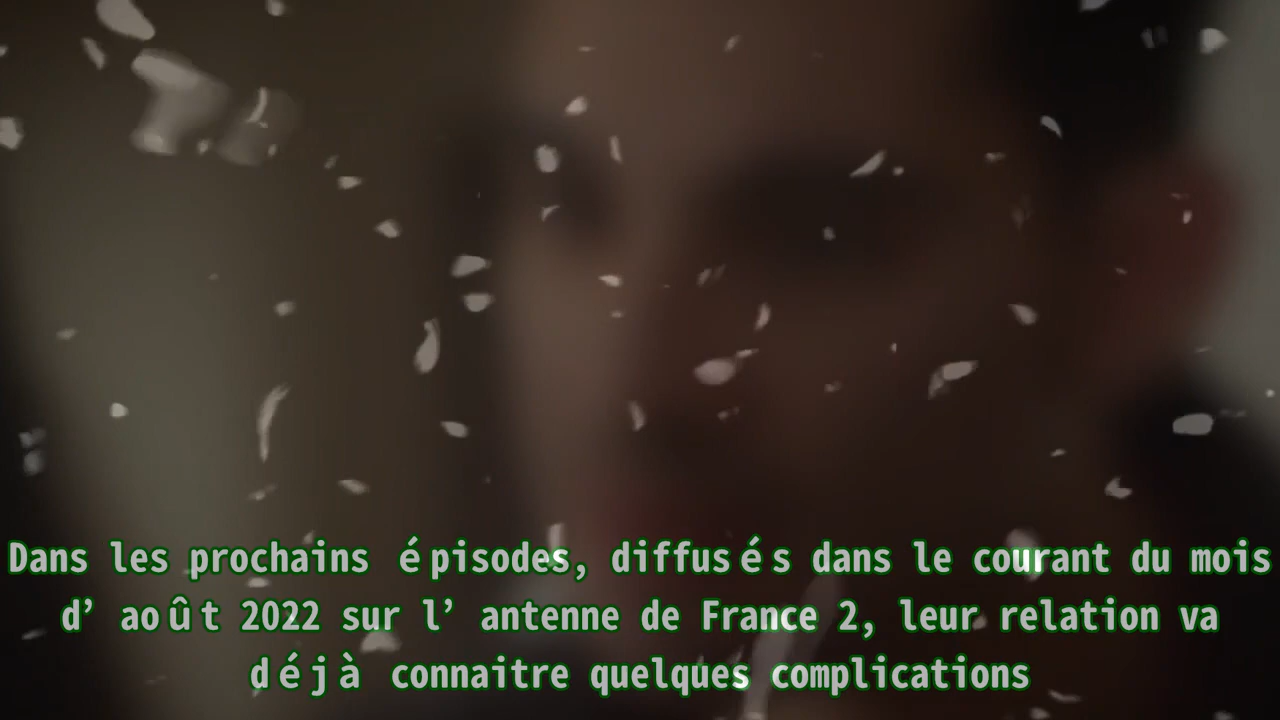 Dans les prochains épisodes, diffusés dans le courant du mois
d’ août 2022 sur l’ antenne de France 2, leur relation va
déjà connaitre quelques complications